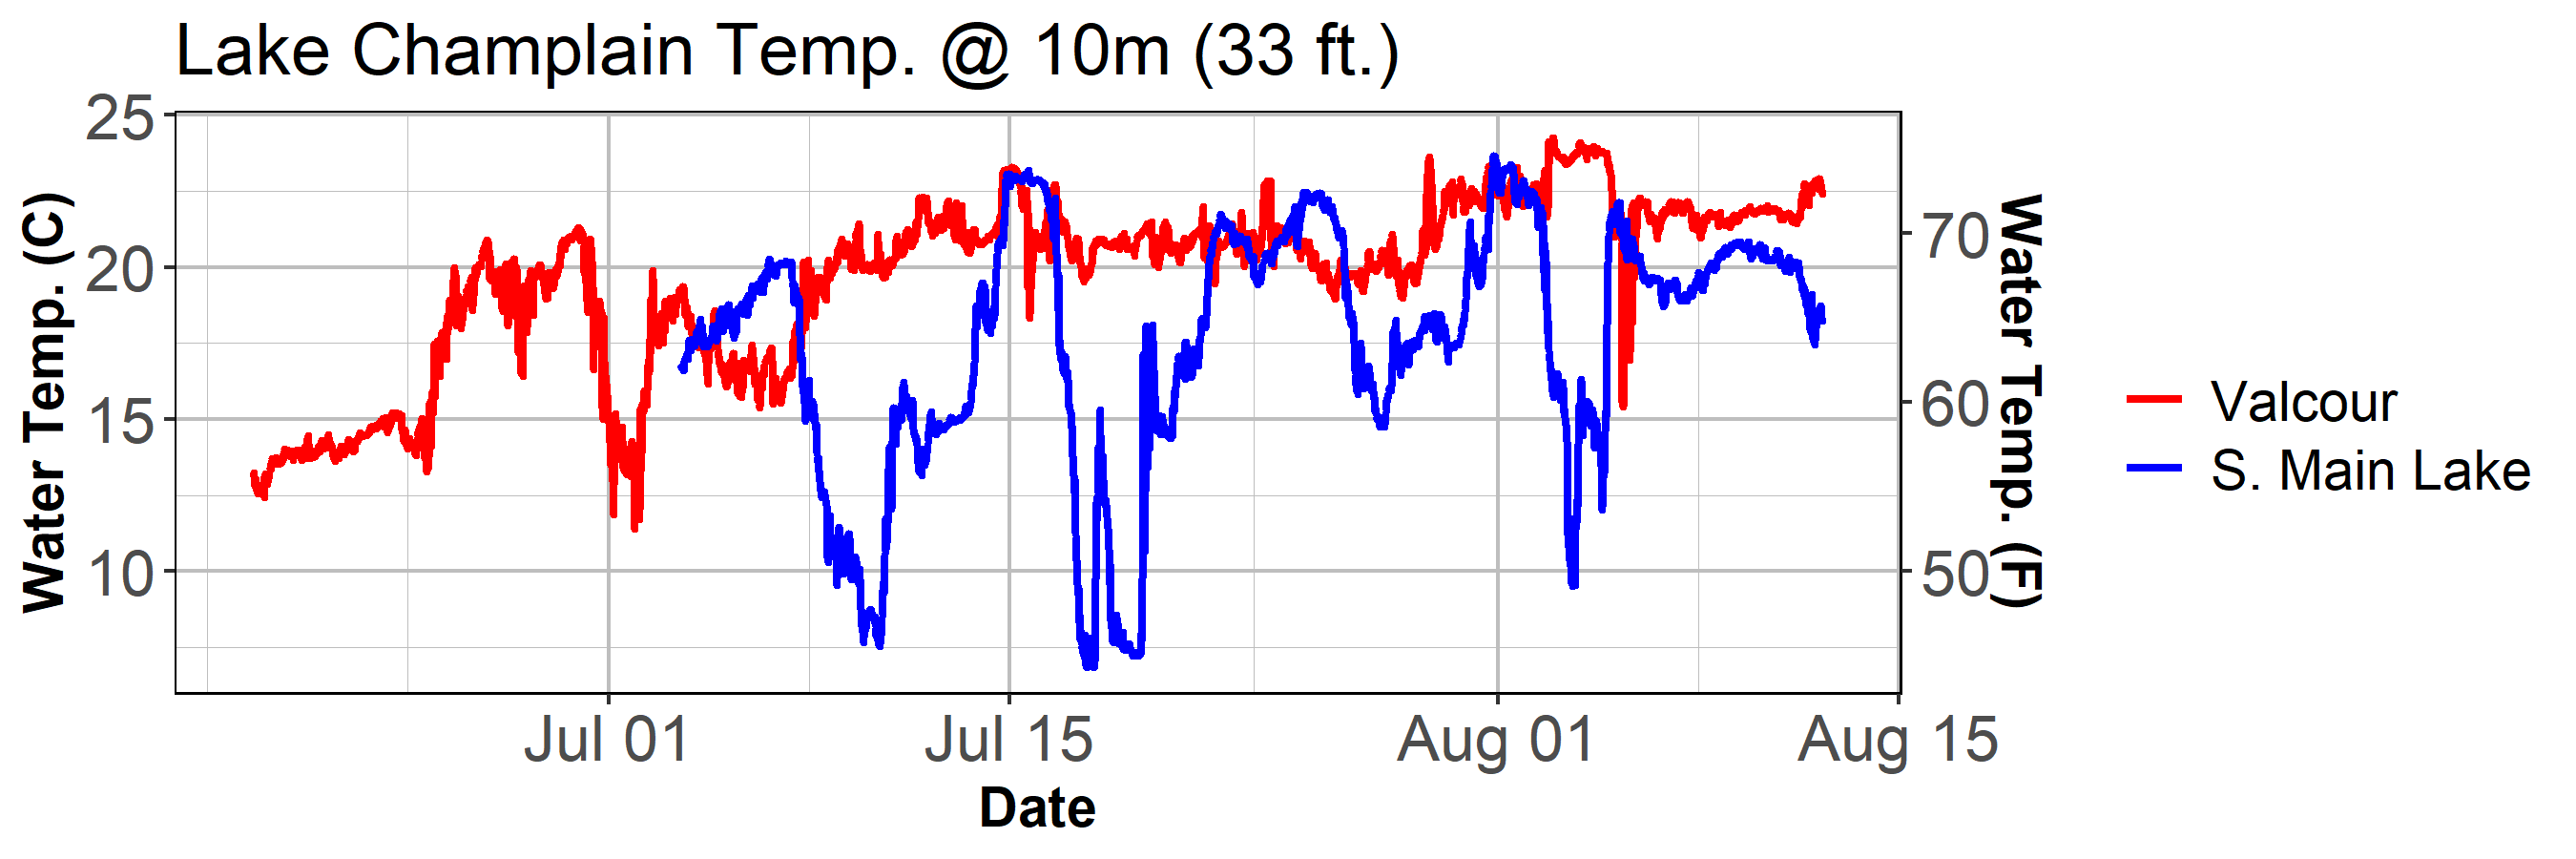 Lake Champlain Temp. @ 10m (33 ft.)
Water Temp. (C)
25
20
15
10
70
60
50
Water Temp. (F)
Jul 01
Jul 15
Aug 01
Aug 15
Date
Valcour
S. Main Lake